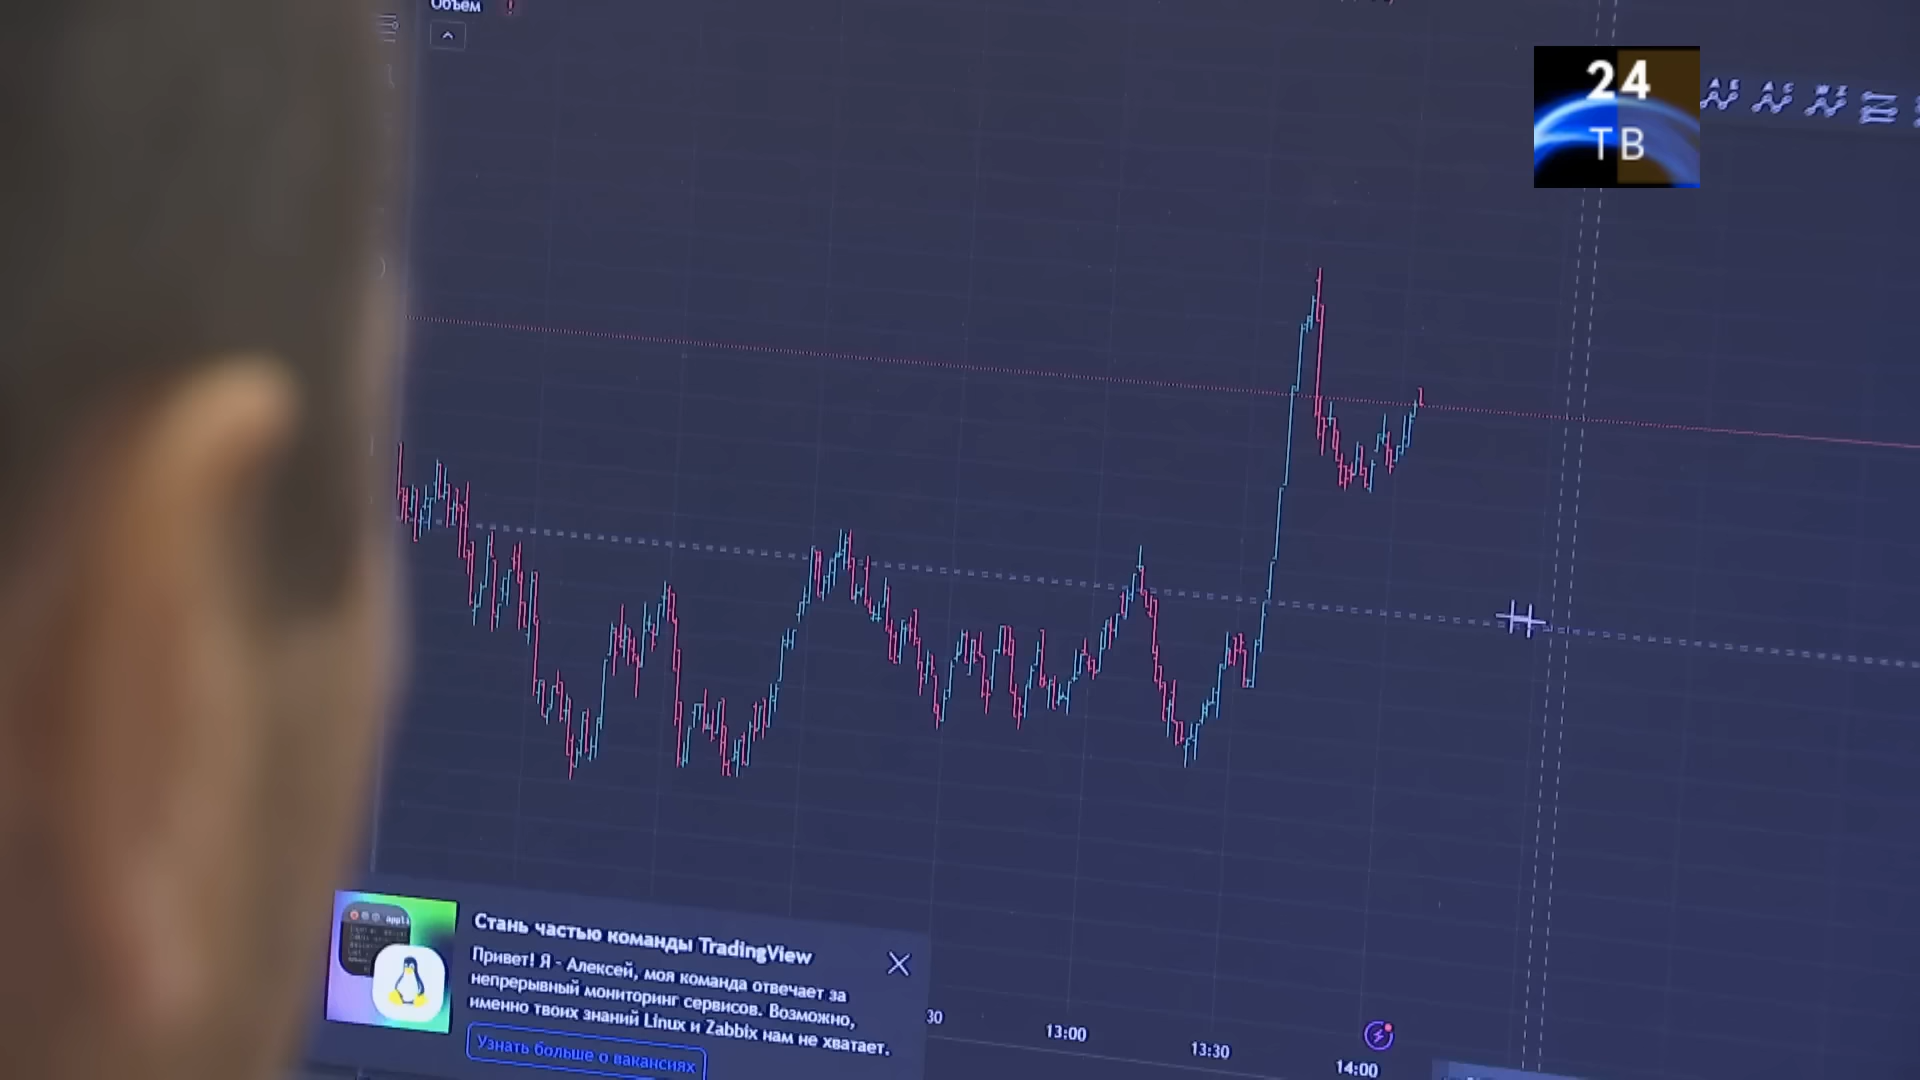 Объем
24
ТВ
appli
Стань частью команды TradingView
Привет! Я - Алексей, моя команда отвечает за
непрерывный мониторинг сервисов. Возможно,
именно твоих знаний Linux и Zabbix нам не хватает.
Узнать больше о вакансиях
30
13:00
13:30
14:00